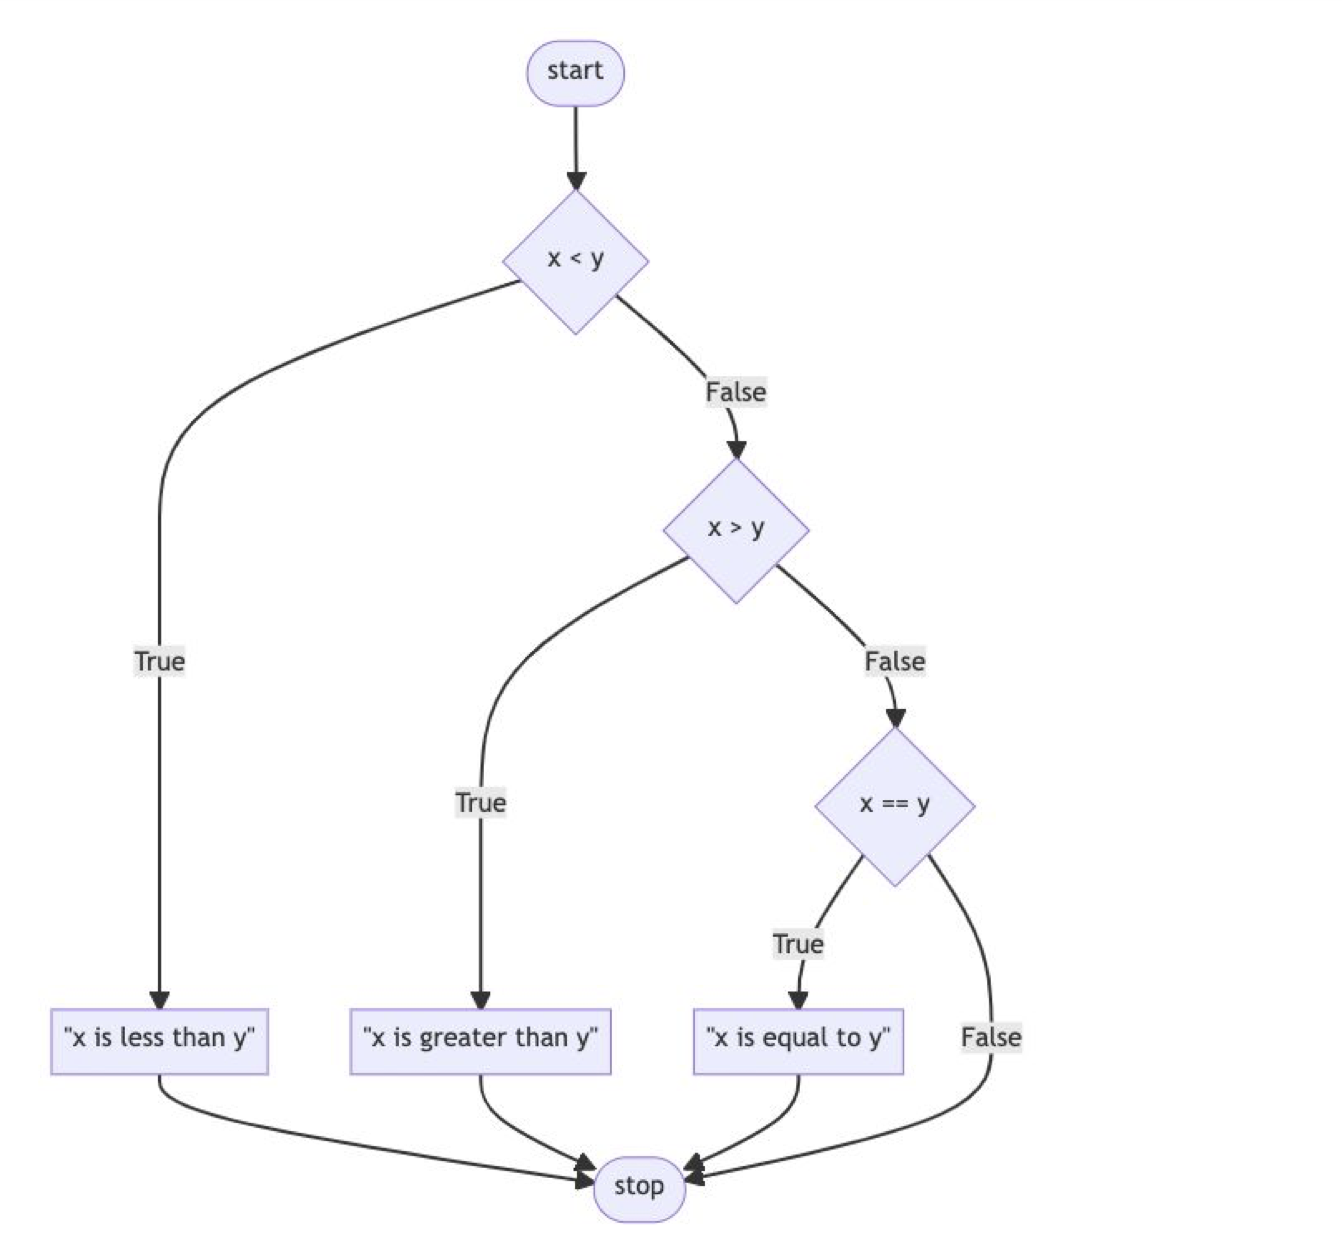 start
x < y
False
x > y
True
False
True
x == y
True
"x is less than y"
"x is greater than y"
"x is equal to y"
False
stop